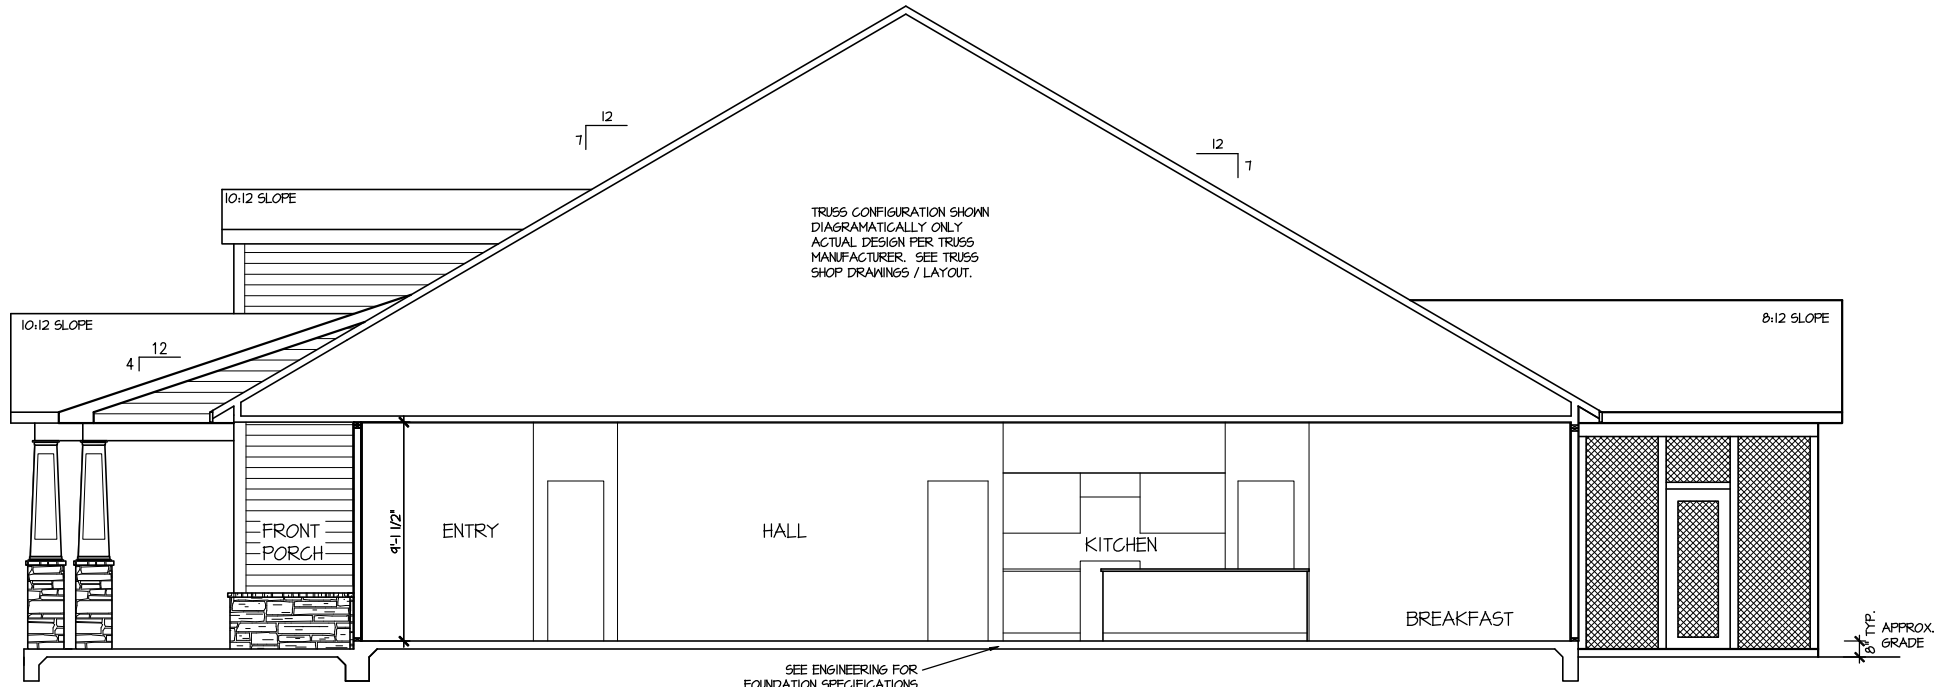 12
7
12
7
10:12 SLOPE
TRUSS CONFIGURATION SHOWN
DIAGRAMATICALLY ONLY
ACTUAL DESIGN PER TRUSS
MANUFACTURER. SEE TRUSS
SHOP DRAWINGS / LAYOUT.
10:12 SLOPE
8:12 SLOPE
12
4
9'-1 1/2"
FRONT
PORCH
ENTRY
HALL
KITCHEN
BREAKFAST
8" TYP.
APPROX.
GRADE
SEE ENGINEERING FOR
FOUNDATION SPECIFICATIONS